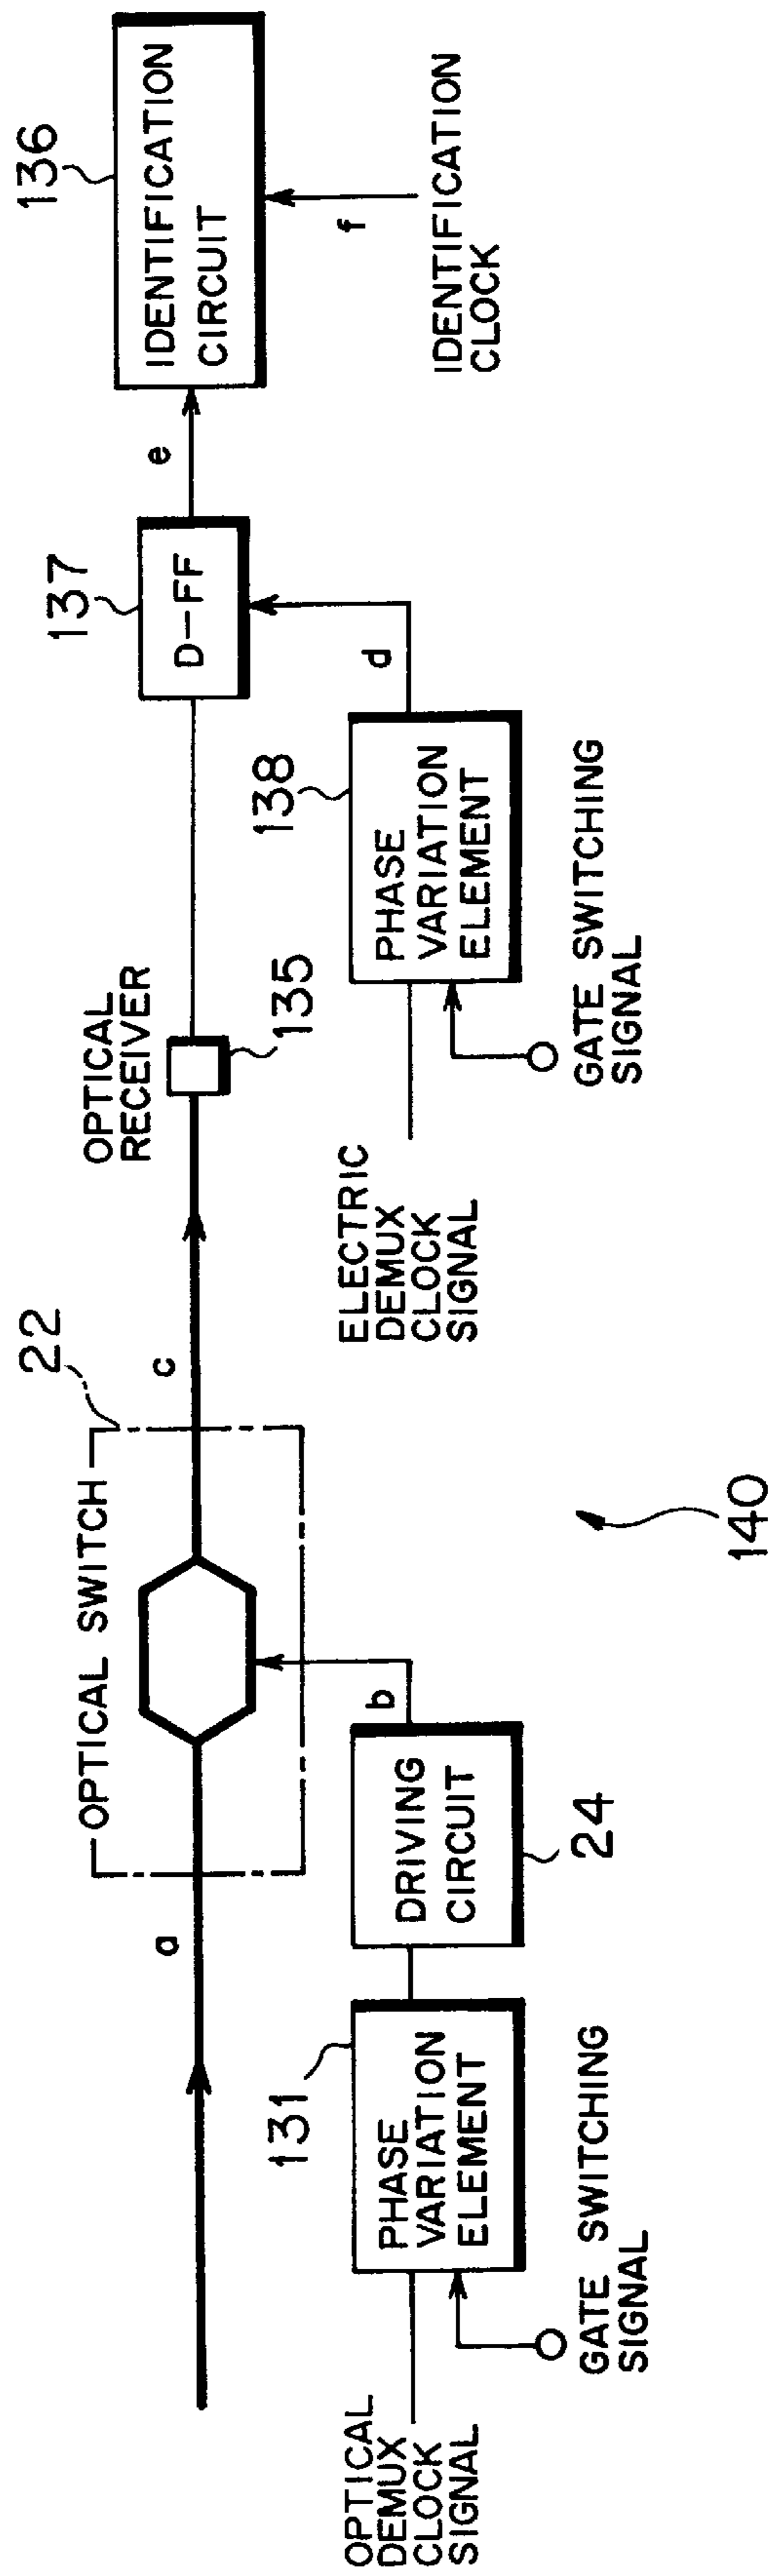 OPTICAL SWITCH
22
a
c
OPTICAL
RECEIVER
135
137
D-FF
e
136
IDENTIFICATION
CIRCUIT
f
IDENTIFICATION
CLOCK
OPTICAL
DEMUX
CLOCK
SIGNAL
131
PHASE
VARIATION
ELEMENT
GATE SWITCHING
SIGNAL
DRIVING
CIRCUIT
24
b
ELECTRIC
DEMUX
CLOCK
SIGNAL
138
PHASE
VARIATION
ELEMENT
d
GATE SWITCHING
SIGNAL
140